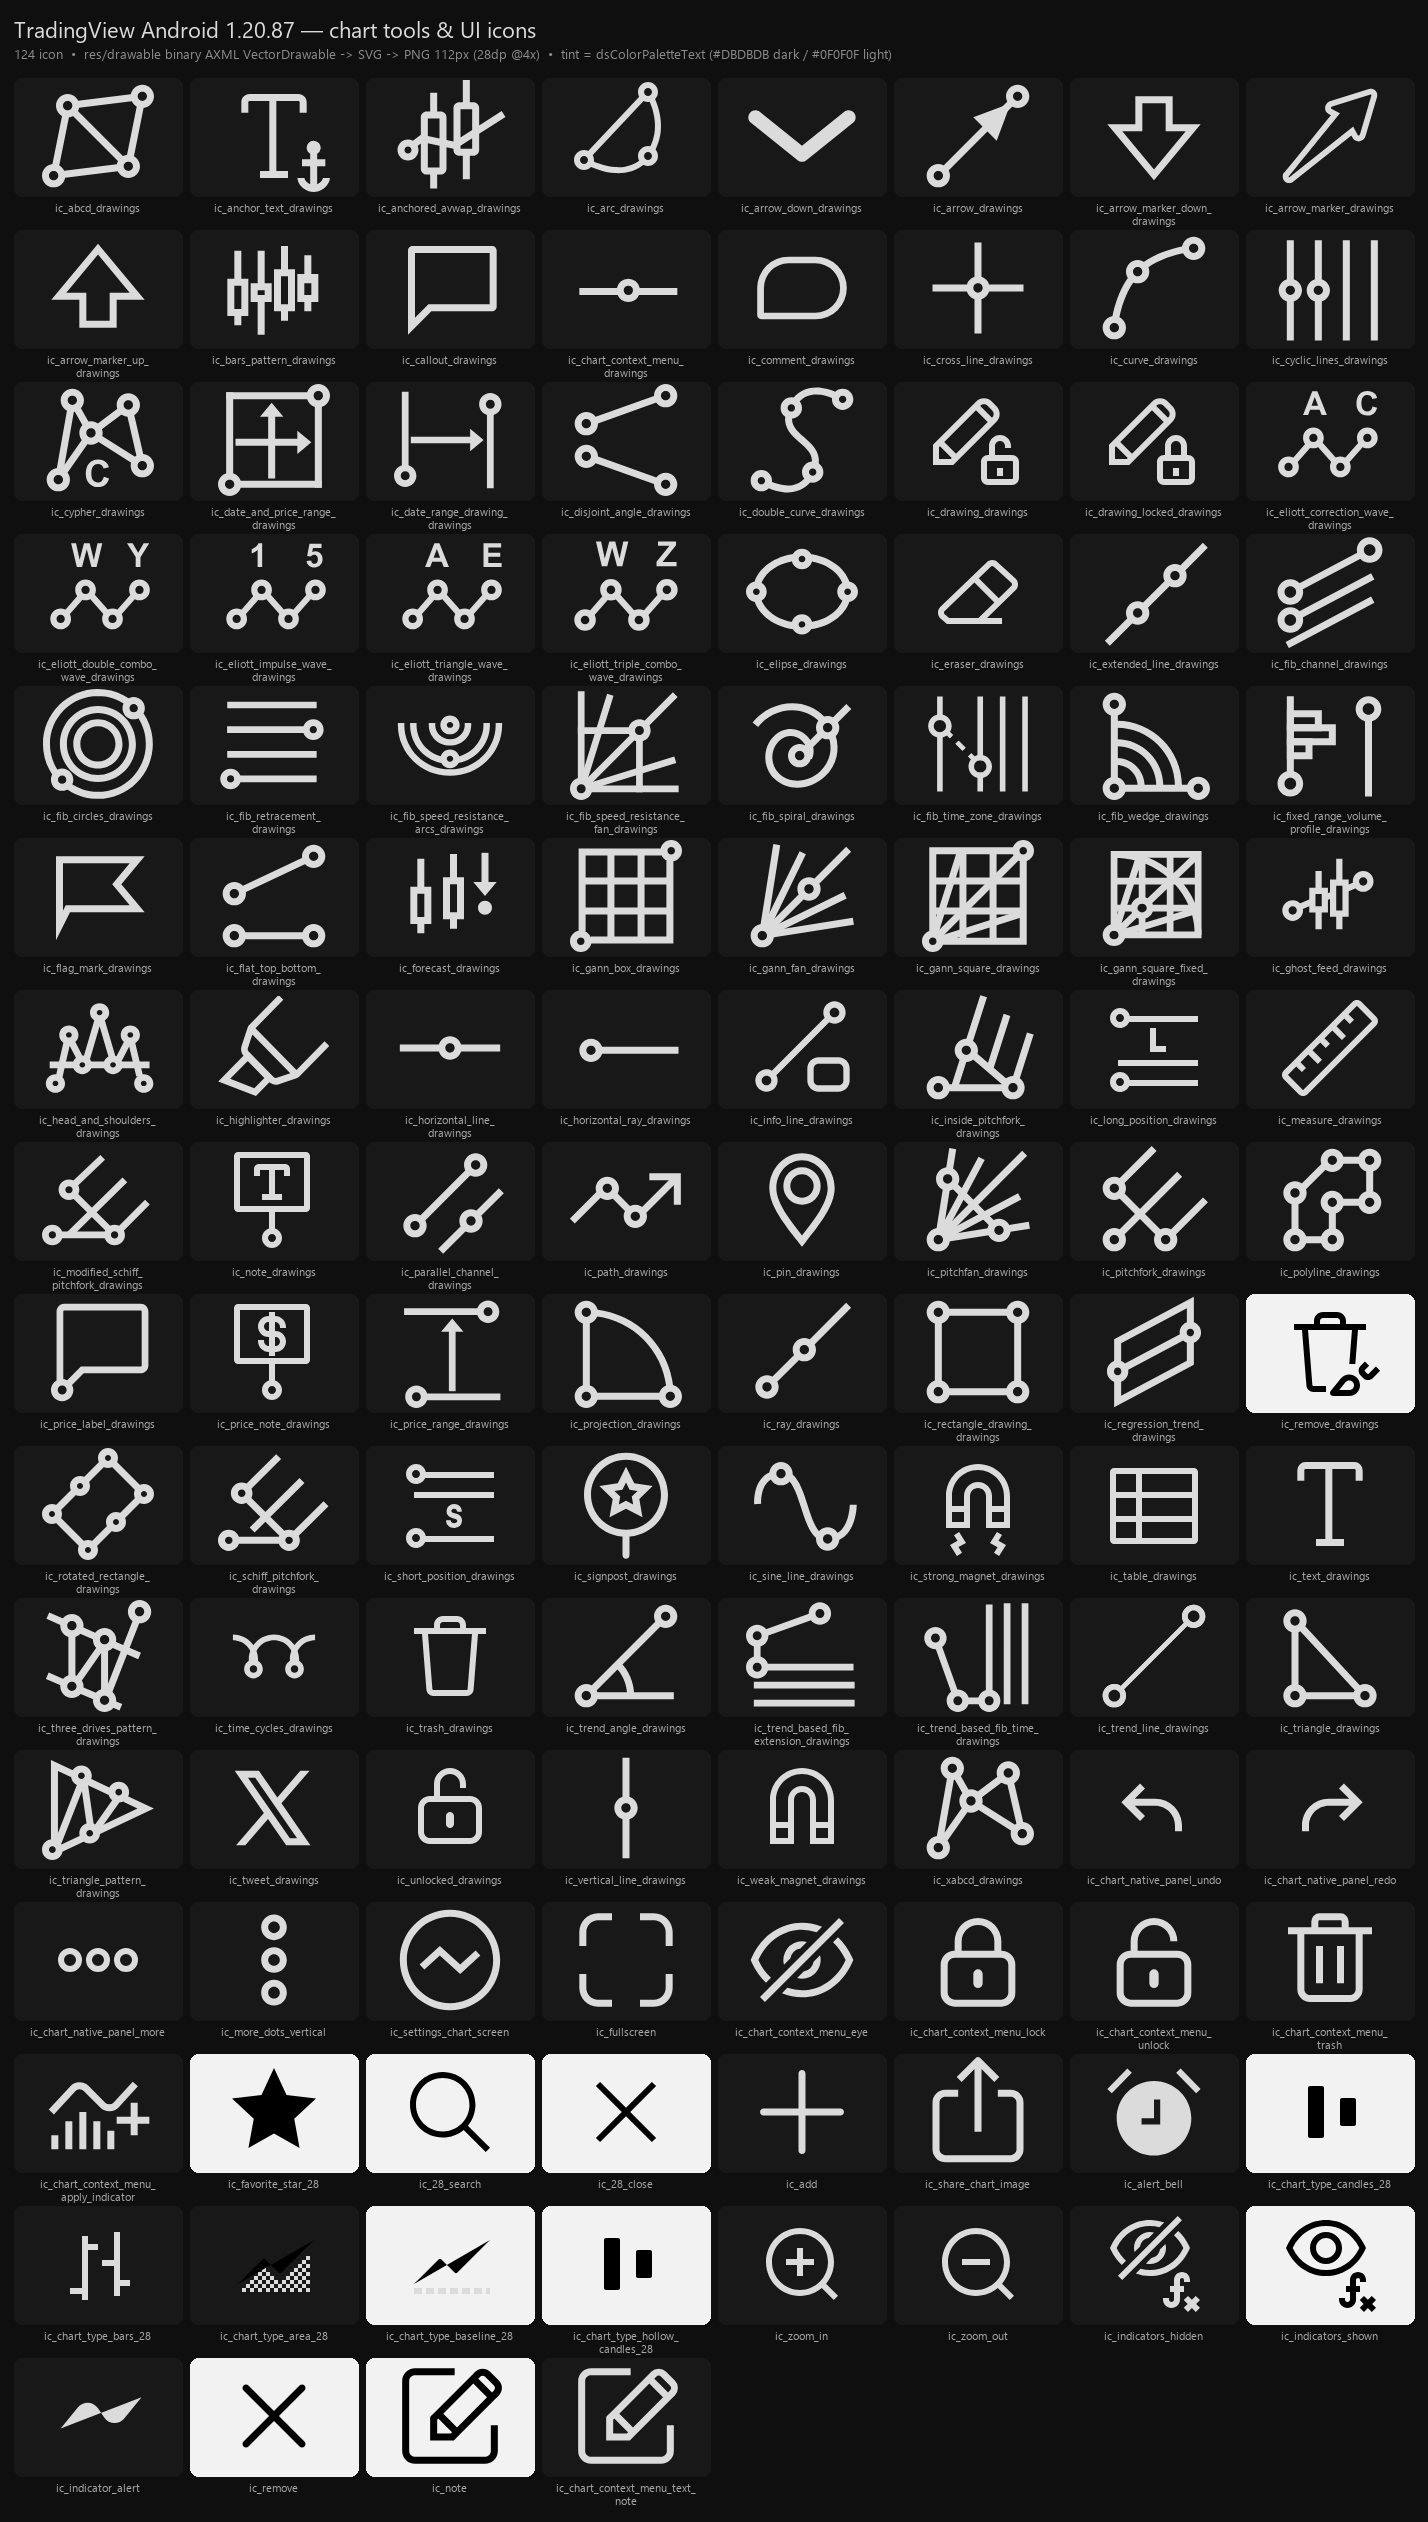 TradingView Android 1.20.87 — chart tools & UI icons
124 icon • res/drawable binary AXML VectorDrawable -> SVG -> PNG 112px (28dp @4x) • tint = dsColorPaletteText (#DBDBDB dark / #0F0F0F light)
ic_abcd_drawings
ic_anchor_text_drawings
ic_anchored_avwap_drawings
ic_arc_drawings
ic_arrow_down_drawings
ic_arrow_drawings
ic_arrow_marker_down_
drawings
ic_arrow_marker_drawings
ic_arrow_marker_up_
drawings
ic_bars_pattern_drawings
ic_callout_drawings
ic_chart_context_menu_
drawings
ic_comment_drawings
ic_cross_line_drawings
ic_curve_drawings
ic_cyclic_lines_drawings
C
ic_cypher_drawings
ic_date_and_price_range_
drawings
ic_date_range_drawing_
drawings
ic_disjoint_angle_drawings
ic_double_curve_drawings
ic_drawing_drawings
ic_drawing_locked_drawings
A C
ic_eliott_correction_wave_
drawings
W Y
ic_eliott_double_combo_
wave_drawings
1 5
ic_eliott_impulse_wave_
drawings
A E
ic_eliott_triangle_wave_
drawings
W Z
ic_eliott_triple_combo_
wave_drawings
ic_elipse_drawings
ic_eraser_drawings
ic_extended_line_drawings
ic_fib_channel_drawings
ic_fib_circles_drawings
ic_fib_retracement_
drawings
ic_fib_speed_resistance_
arcs_drawings
ic_fib_speed_resistance_
fan_drawings
ic_fib_spiral_drawings
ic_fib_time_zone_drawings
ic_fib_wedge_drawings
ic_fixed_range_volume_
profile_drawings
ic_flag_mark_drawings
ic_flat_top_bottom_
drawings
ic_forecast_drawings
ic_gann_box_drawings
ic_gann_fan_drawings
ic_gann_square_drawings
ic_gann_square_fixed_
drawings
ic_ghost_feed_drawings
ic_head_and_shoulders_
drawings
ic_highlighter_drawings
ic_horizontal_line_
drawings
ic_horizontal_ray_drawings
ic_info_line_drawings
ic_inside_pitchfork_
drawings
L
ic_long_position_drawings
ic_measure_drawings
ic_modified_schiff_
pitchfork_drawings
T
ic_note_drawings
ic_parallel_channel_
drawings
ic_path_drawings
ic_pin_drawings
ic_pitchfan_drawings
ic_pitchfork_drawings
ic_polyline_drawings
ic_price_label_drawings
$
ic_price_note_drawings
ic_price_range_drawings
ic_projection_drawings
ic_ray_drawings
ic_rectangle_drawing_
drawings
ic_regression_trend_
drawings
ic_remove_drawings
ic_rotated_rectangle_
drawings
ic_schiff_pitchfork_
drawings
S
ic_short_position_drawings
ic_signpost_drawings
ic_sine_line_drawings
ic_strong_magnet_drawings
ic_table_drawings
T
ic_text_drawings
ic_three_drives_pattern_
drawings
ic_time_cycles_drawings
ic_trash_drawings
ic_trend_angle_drawings
ic_trend_based_fib_
extension_drawings
ic_trend_based_fib_time_
drawings
ic_trend_line_drawings
ic_triangle_drawings
ic_triangle_pattern_
drawings
ic_tweet_drawings
ic_unlocked_drawings
ic_vertical_line_drawings
ic_weak_magnet_drawings
ic_xabcd_drawings
ic_chart_native_panel_undo
ic_chart_native_panel_redo
ic_chart_native_panel_more
ic_more_dots_vertical
ic_settings_chart_screen
ic_fullscreen
ic_chart_context_menu_eye
ic_chart_context_menu_lock
ic_chart_context_menu_
unlock
ic_chart_context_menu_
trash
ic_chart_context_menu_
apply_indicator
ic_favorite_star_28
ic_28_search
ic_28_close
ic_add
ic_share_chart_image
ic_alert_bell
ic_chart_type_candles_28
ic_chart_type_bars_28
ic_chart_type_area_28
ic_chart_type_baseline_28
ic_chart_type_hollow_
candles_28
ic_zoom_in
ic_zoom_out
fx
ic_indicators_hidden
fx
ic_indicators_shown
ic_indicator_alert
ic_remove
ic_note
ic_chart_context_menu_text_
note